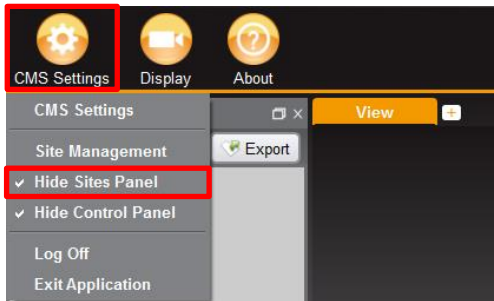 CMS Settings Display About
CMS Settings View
Site Management Export
Hide Sites Panel
Hide Control Panel
Log Off
Exit Application